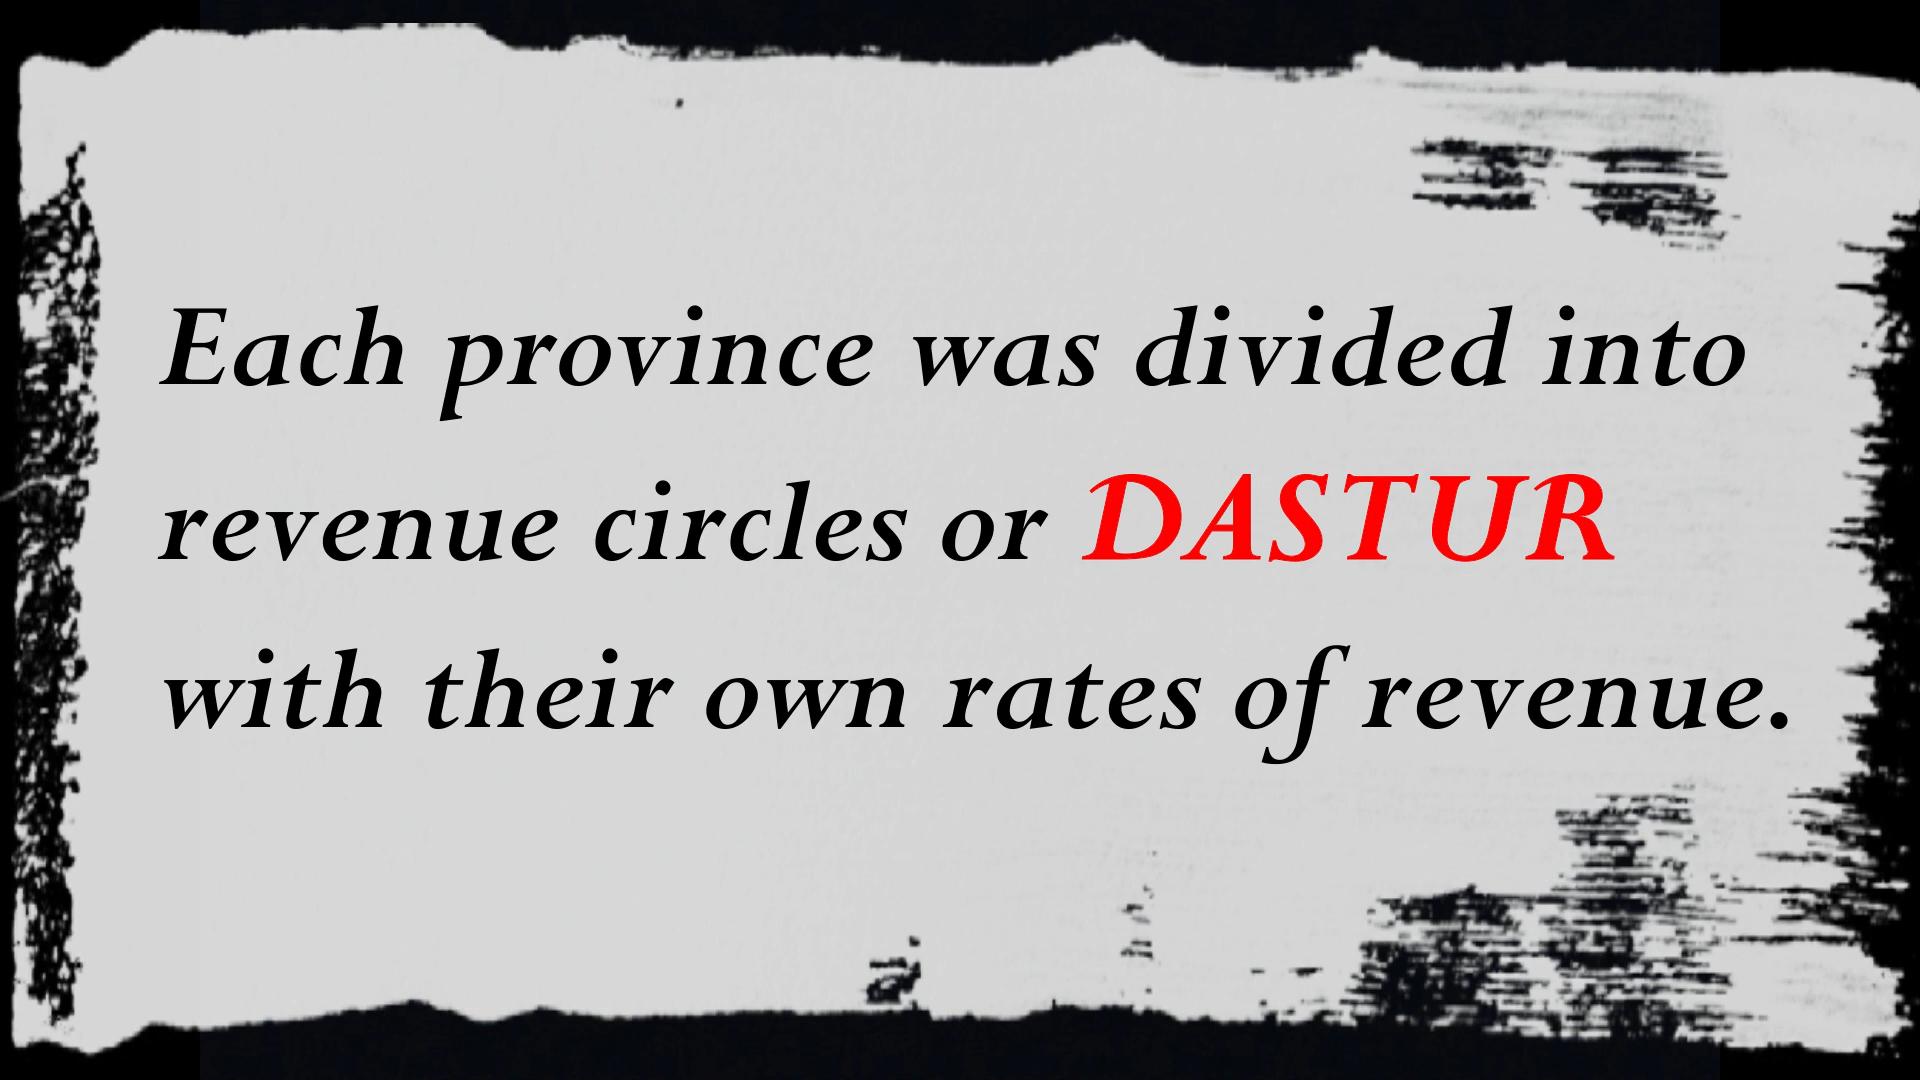 Each province was divided into
revenue circles or DASTUR
with their own rates of revenue.